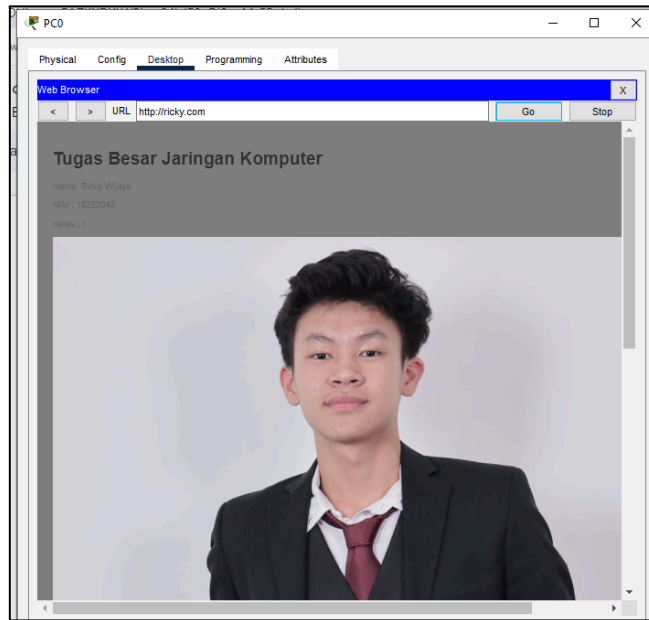 PC0
Physical Config Desktop Programming Attributes
Web Browser X
< > URL http://ricky.com Go Stop
Tugas Besar Jaringan Komputer
Nama: Ricky Wijaya
NIM : 18222043
Kelas : 1